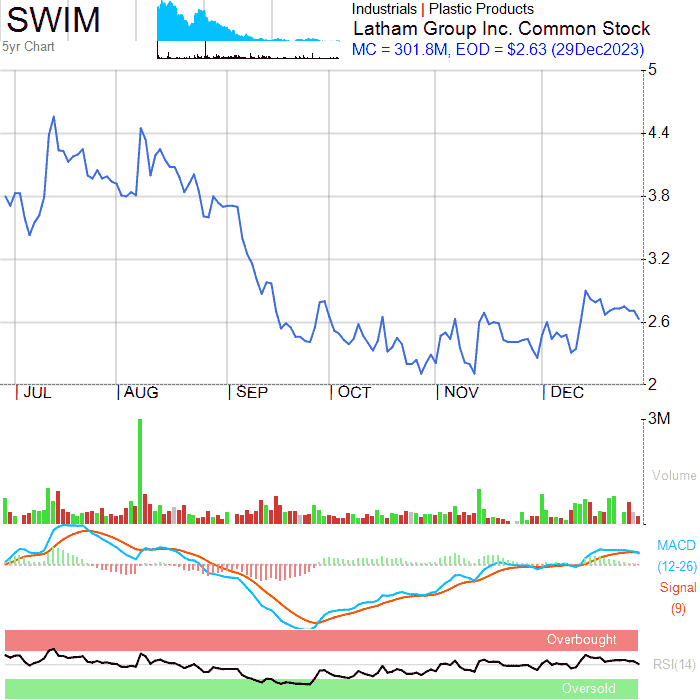 SWIM
5yr Chart
Industrials | Plastic Products
Latham Group Inc. Common Stock
MC = 301.8M, EOD = $2.63 (29Dec2023)
5
4.4
3.8
3.2
2.6
2
JUL AUG SEP OCT NOV DEC
3M
Volume
MACD
(12-26)
Signal
(9)
Overbought
RSI(14)
Oversold